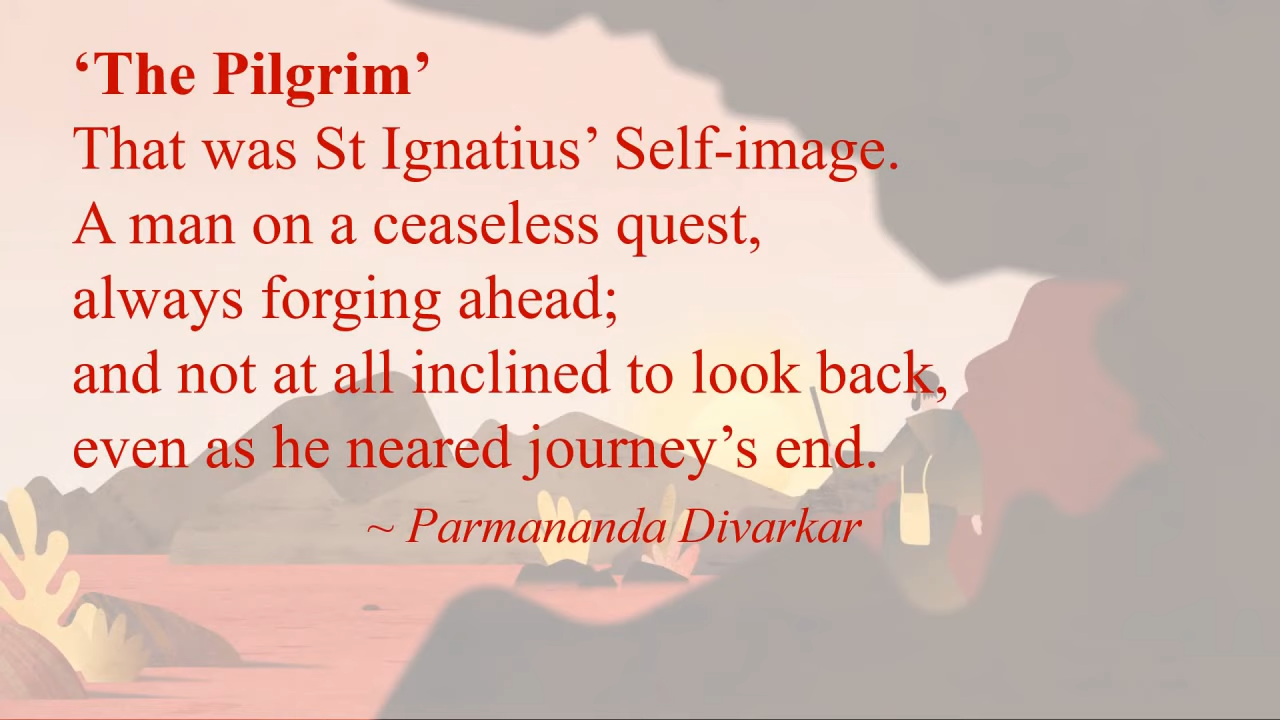 ‘The Pilgrim’
That was St Ignatius’ Self-image.
A man on a ceaseless quest,
always forging ahead;
and not at all inclined to look back,
even as he neared journey’s end.
~ Parmananda Divarkar